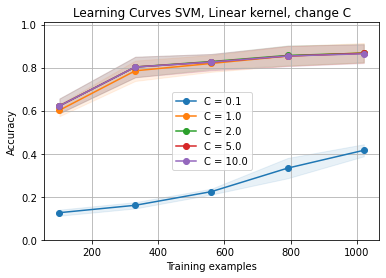 Learning Curves SVM, Linear kernel, change C
1.0
0.8
0.6
0.4
0.2
0.0
Accuracy
C = 0.1
C = 1.0
C = 2.0
C = 5.0
C = 10.0
200
400
600
800
1000
Training examples